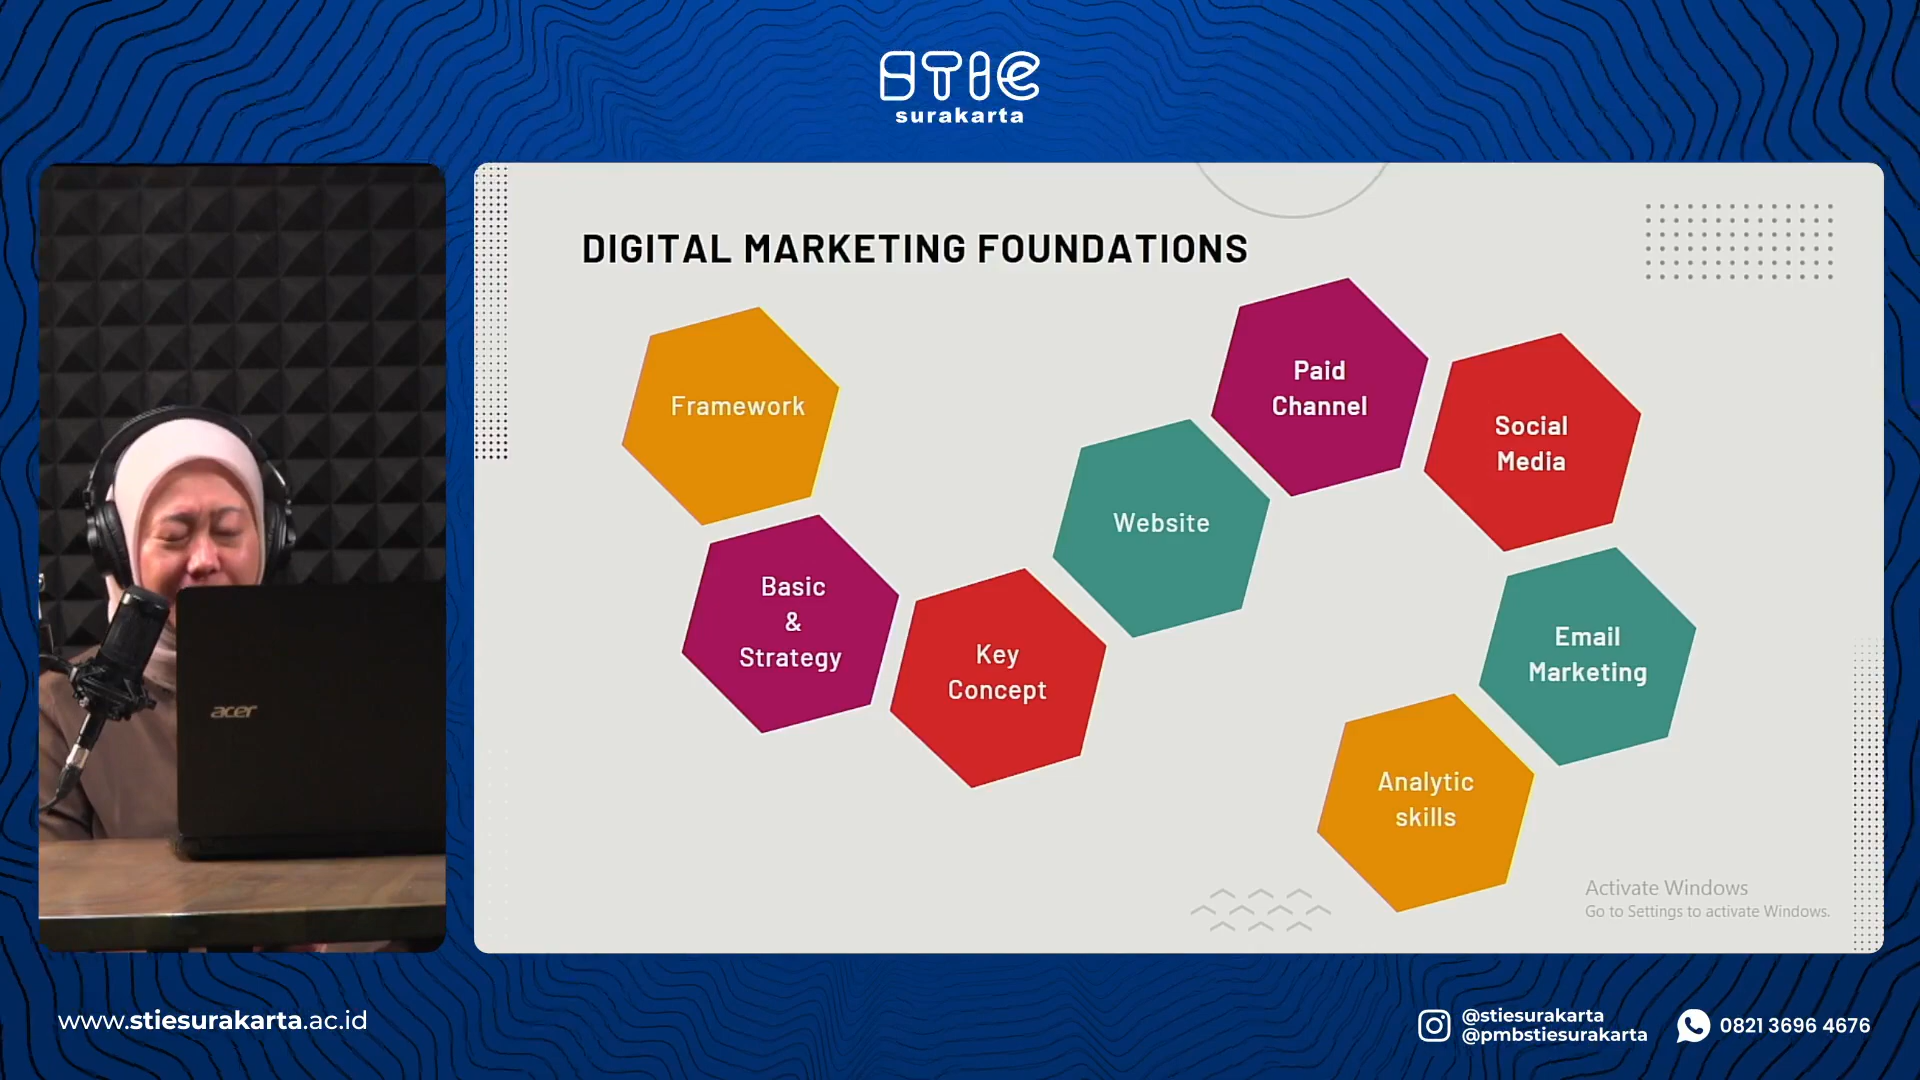 STIE
surakarta
DIGITAL MARKETING FOUNDATIONS
Framework
Basic
&
Strategy
Key
Concept
Website
Paid
Channel
Social
Media
Email
Marketing
Analytic
skills
acer
Activate Windows
Go to Settings to activate Windows.
www.stiesurakarta.ac.id
@stiesurakarta
@pmbstiesurakarta
0821 3696 4676